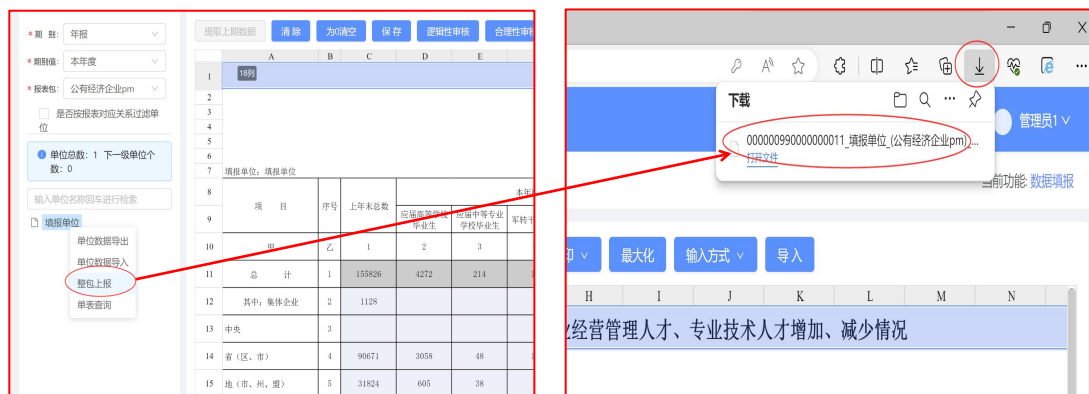 * 期 别: 年报
* 期别值: 本年度
* 报表包: 公有经济企业pm
是否按报表对应关系过滤单
位
单位总数: 1 下一级单位个
数: 0
输入单位名称回车进行检索
填报单位
单位数据导出
单位数据导入
整包上报
单表查询
提取上期数据 清除 为0清空 保存 逻辑性审核 合理性审核
A B C D E
1 18列
2
3
4
5
6
7 填报单位: 填报单位
8 项 目 序号 上年末总数 本年
9 应届高等学校毕业生 应届中等专业学校毕业生 军转干
10 甲 乙 1 2 3
11 总 计 1 155826 4272 214 1
12 其中: 集体企业 2 1128
13 中央 3
14 省（区、市） 4 90671 3058 48 1
15 地（市、州、盟） 5 31824 605 38
下载
000000990000000011_填报单位_(公有经济企业pm)_...
打开文件
管理员1
当前功能: 数据填报
印 最大化 输入方式 导入
H I J K L M N
业经营管理人才、专业技术人才增加、减少情况